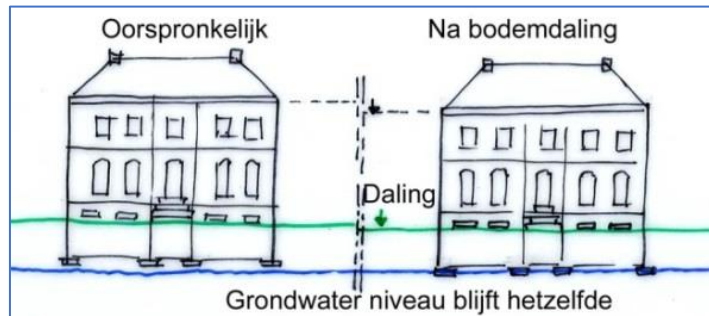 Oorspronkelijk
Na bodemdaling
Daling
Grondwater niveau blijft hetzelfde